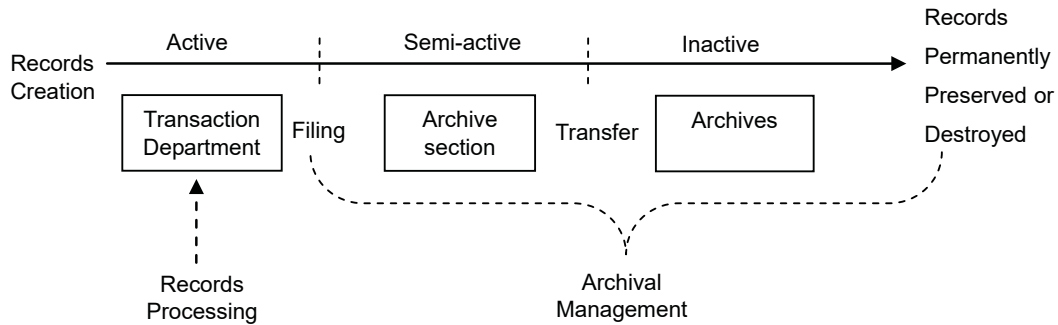 Records
Creation
Active
Semi-active
Inactive
Records
Permanently
Preserved or
Destroyed
Transaction
Department
Filing
Archive
section
Transfer
Archives
Records
Processing
Archival
Management